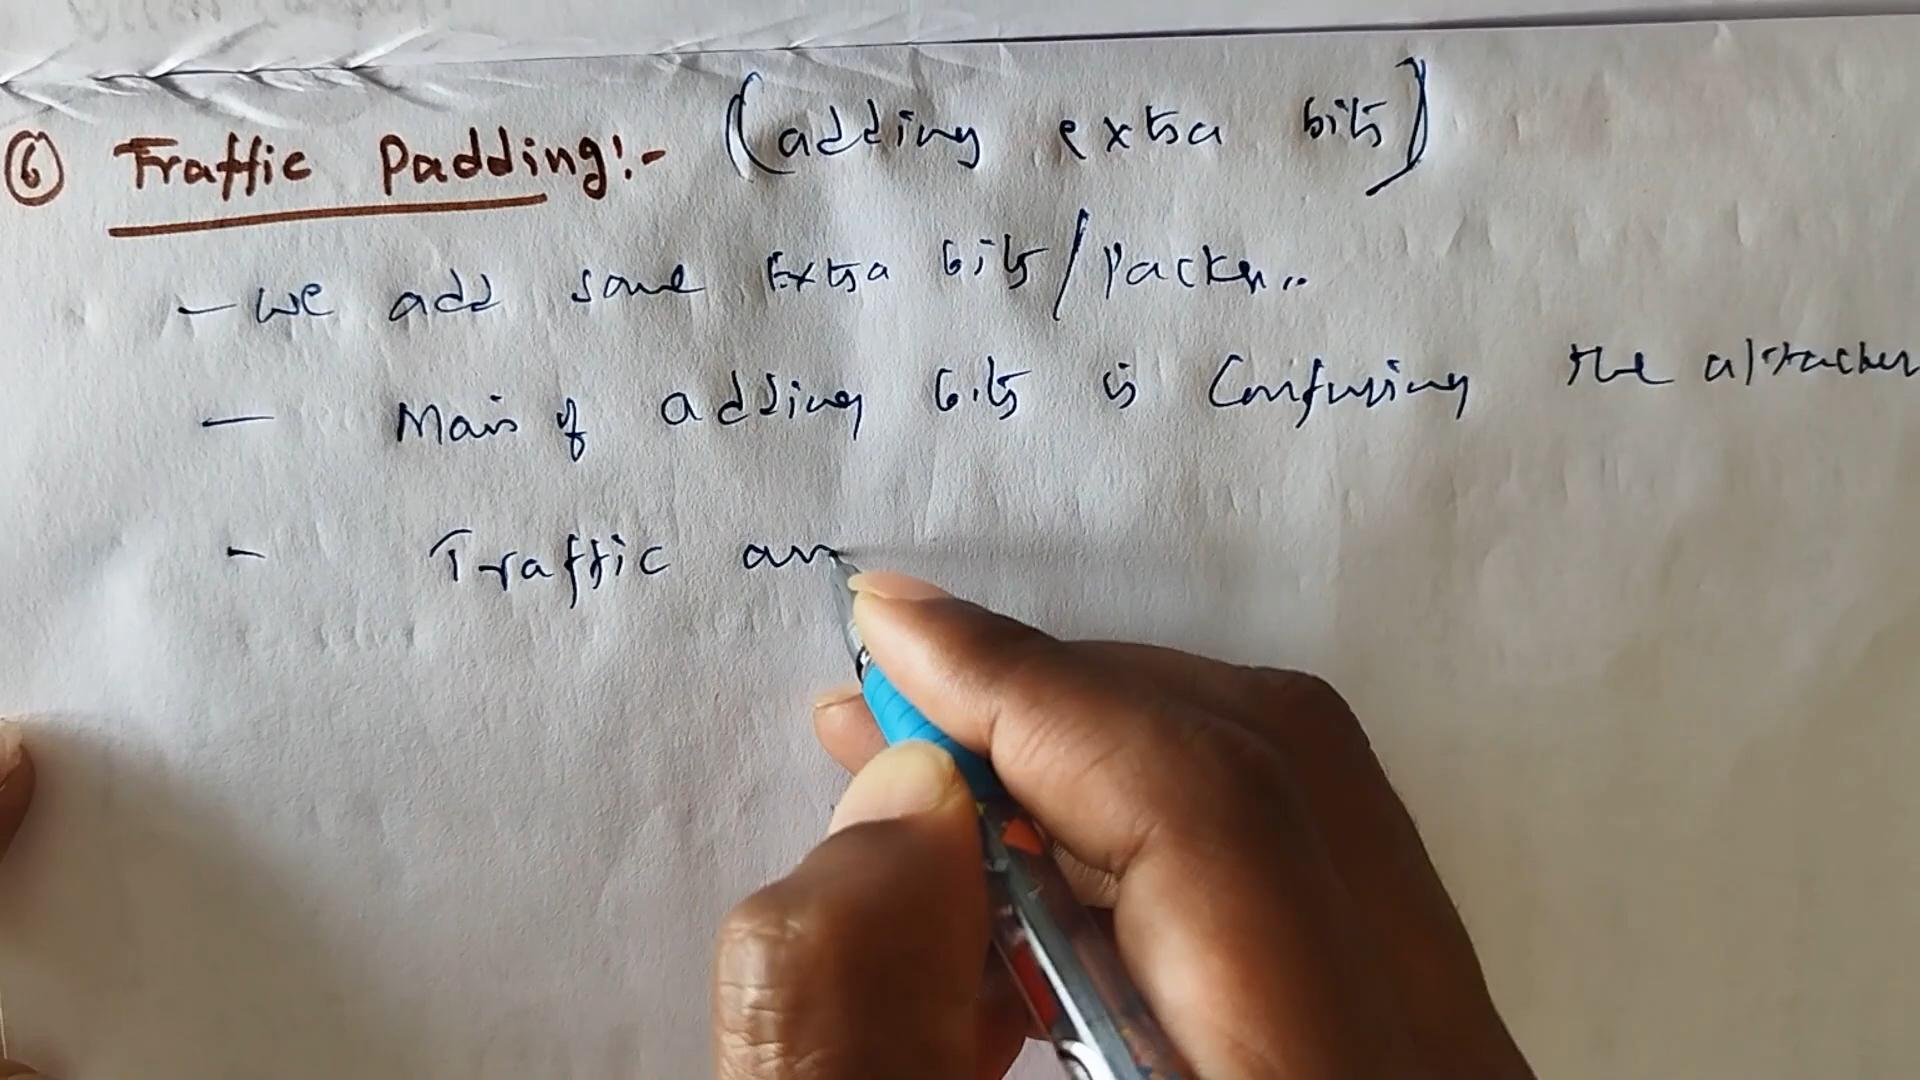 ⑥ Traffic Padding:- (adding extra bits)
- We add some Extra bits/Packets..
- Main of adding bits is Confusing the attacker
- Traffic an